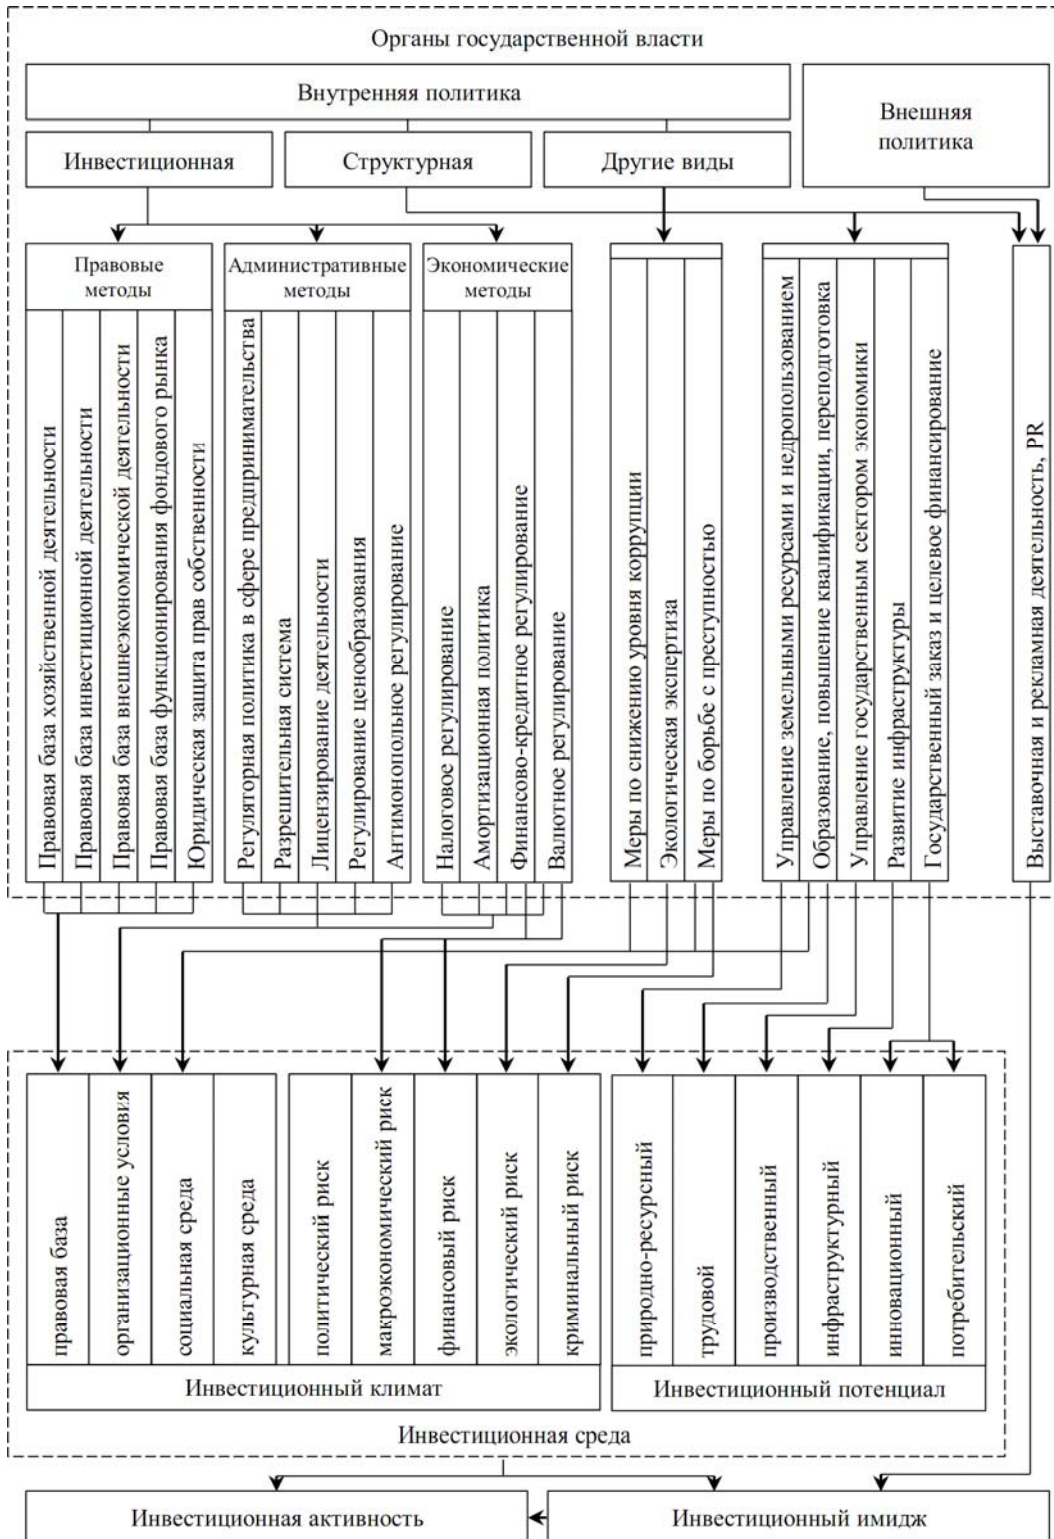 Органы государственной власти
Внутренняя политика
Внешняя
политика
Инвестиционная
Структурная
Другие виды
Правовые
методы
Административные
методы
Экономические
методы
Правовая база хозяйственной деятельности
Правовая база инвестиционной деятельности
Правовая база внешнеэкономической деятельности
Правовая база функционирования фондового рынка
Юридическая защита прав собственности
Регуляторная политика в сфере предпринимательства
Разрешительная система
Лицензирование деятельности
Регулирование ценообразования
Антимонопольное регулирование
Налоговое регулирование
Амортизационная политика
Финансово-кредитное регулирование
Валютное регулирование
Меры по снижению уровня коррупции
Экологическая экспертиза
Меры по борьбе с преступностью
Управление земельными ресурсами и недропользованием
Образование, повышение квалификации, переподготовка
Управление государственным сектором экономики
Развитие инфраструктуры
Государственный заказ и целевое финансирование
Выставочная и рекламная деятельность, PR
правовая база
организационные условия
социальная среда
культурная среда
политический риск
макроэкономический риск
финансовый риск
экологический риск
криминальный риск
природно-ресурсный
трудовой
производственный
инфраструктурный
инновационный
потребительский
Инвестиционный климат
Инвестиционный потенциал
Инвестиционная среда
Инвестиционная активность
Инвестиционный имидж